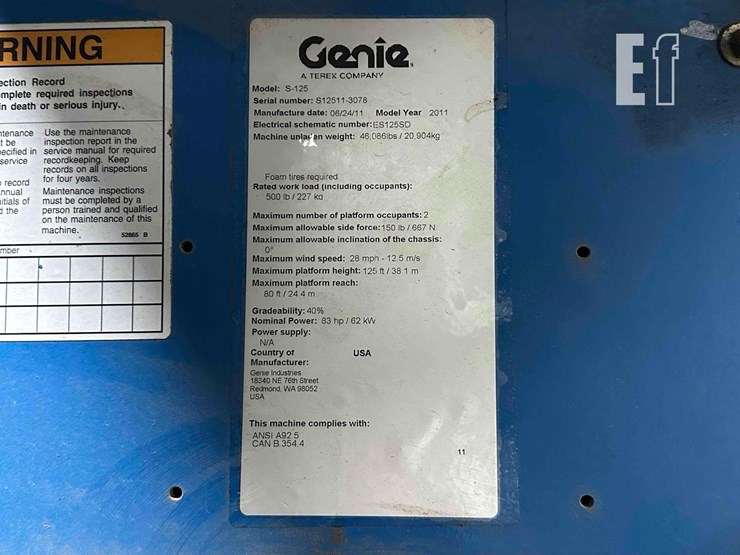 RNING
ection Record
mplete required inspections
in death or serious injury.
ntenance
t be
ecified in
service
record
nnual
itials of
d the
Use the maintenance
inspection report in the
service manual for required
recordkeeping. Keep
records on all inspections
for four years.
Maintenance inspections
must be completed by a
person trained and qualified
on the maintenance of this
machine.
52865 B
mber
Genie
A TEREX COMPANY
Model: S-125
Serial number: S12511-3078
Manufacture date: 06/24/11 Model Year 2011
Electrical schematic number: ES125SD
Machine unladen weight: 46,086lbs / 20,904kg
Foam tires required
Rated work load (including occupants):
500 lb / 227 kg
Maximum number of platform occupants: 2
Maximum allowable side force: 150 lb / 667 N
Maximum allowable inclination of the chassis:
0°
Maximum wind speed: 28 mph - 12.5 m/s
Maximum platform height: 125 ft / 38.1 m
Maximum platform reach:
80 ft / 24.4 m
Gradeability: 40%
Nominal Power: 83 hp / 62 kW
Power supply:
N/A
Country of USA
Manufacturer:
Genie Industries
18340 NE 76th Street
Redmond, WA 98052
USA
This machine complies with:
ANSI A92.5
CAN B.354.4
11
Ef